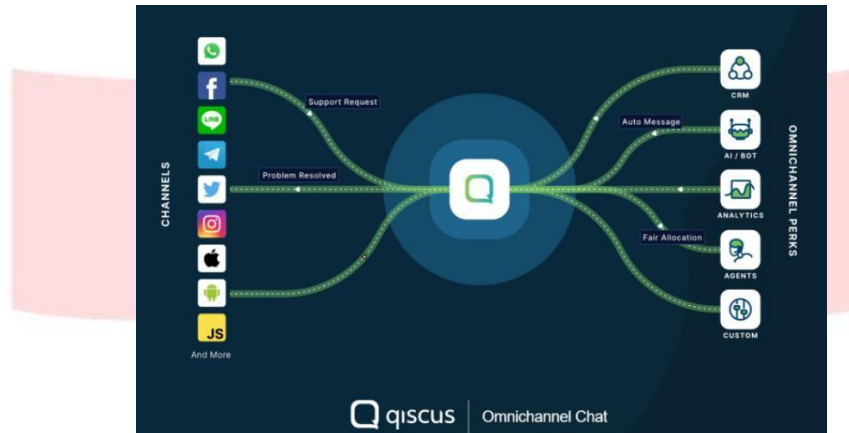 CHANNELS
LINE
JS
And More
Support Request
Problem Resolved
Auto Message
Fair Allocation
CRM
AI / BOT
ANALYTICS
AGENTS
CUSTOM
OMNICHANNEL PERKS
qiscus
Omnichannel Chat